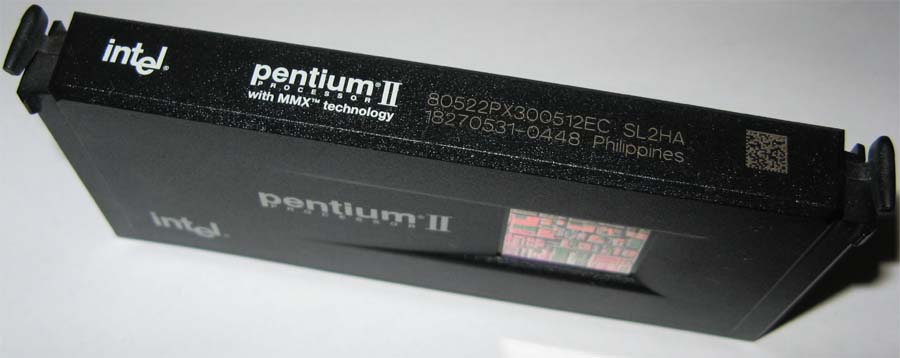 intel®
pentium® II
PROCESSOR
with MMX™ technology
80522PX300512EC SL2HA
18270531-0448 Philippines
intel®
pentium® II
PROCESSOR